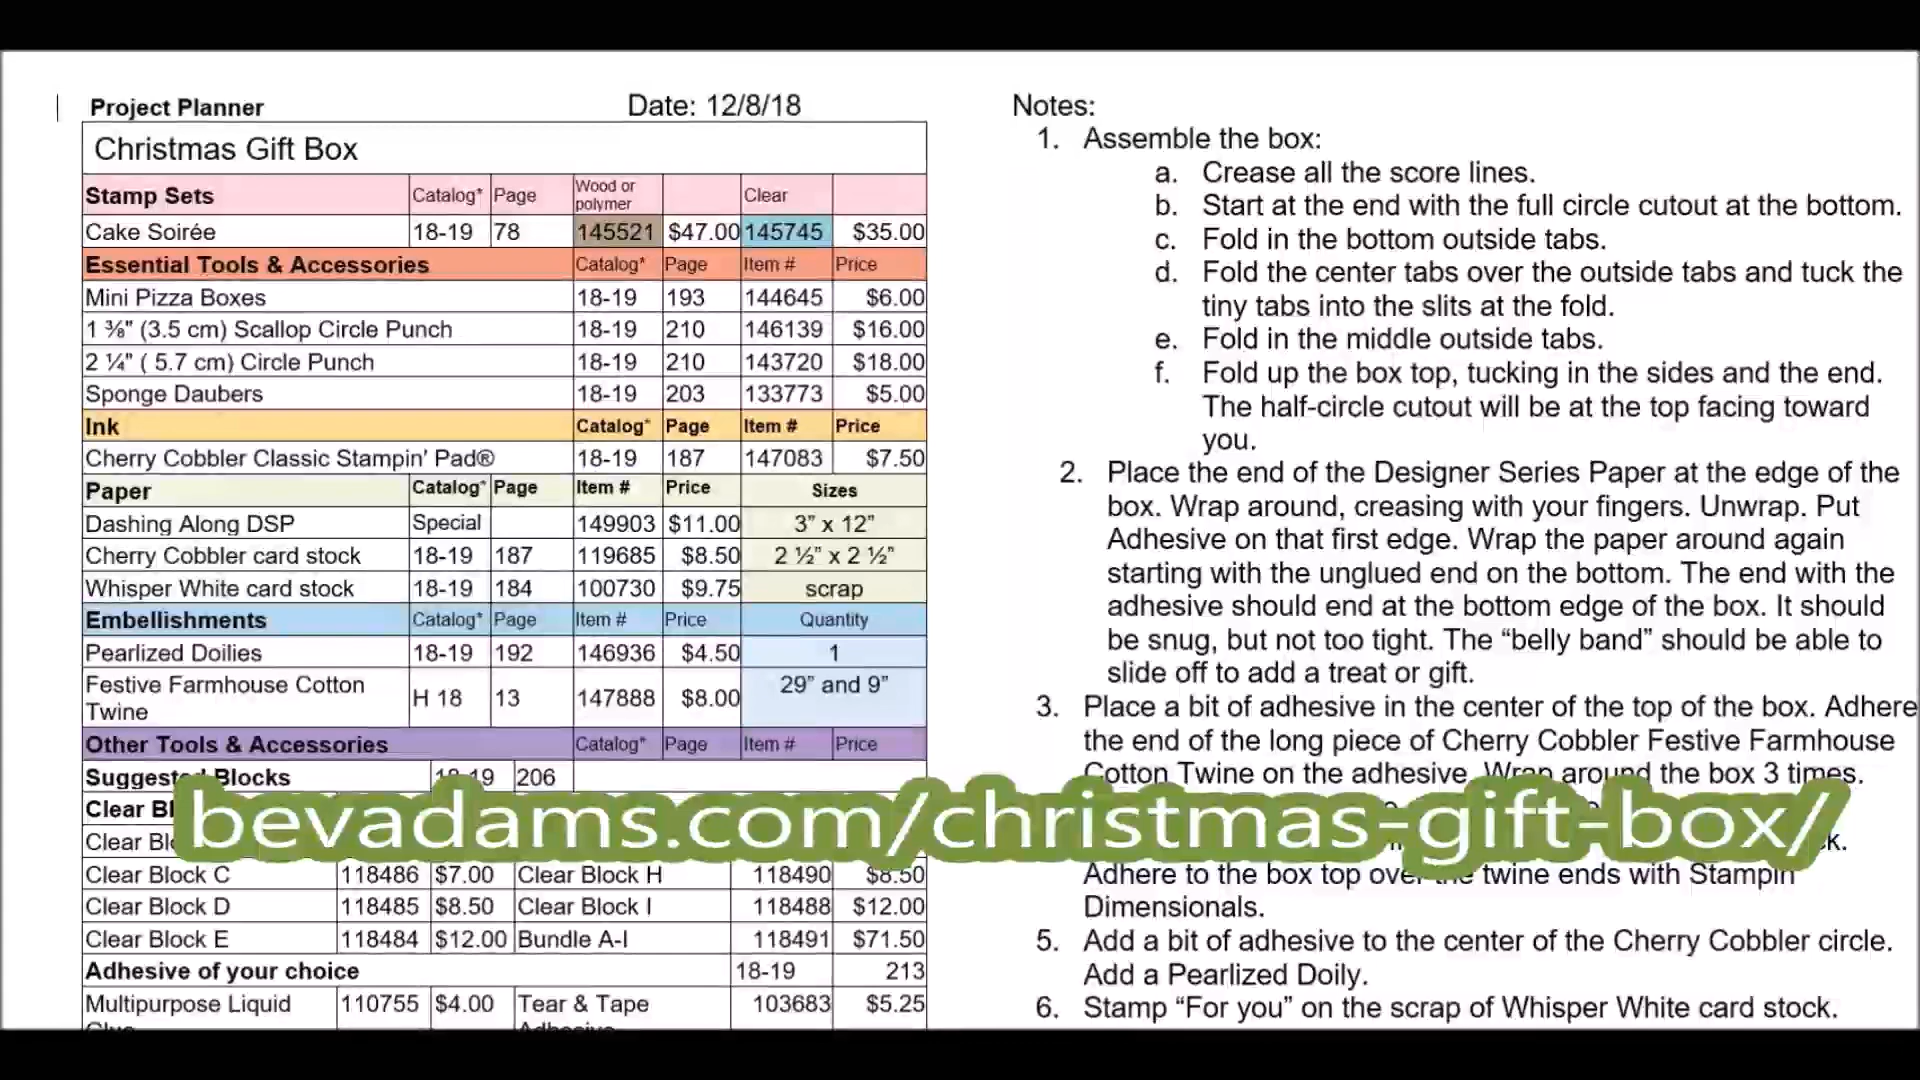 Project Planner Date: 12/8/18
Christmas Gift Box
Stamp Sets Catalog* Page Wood or polymer Clear
Cake Soirée 18-19 78 145521 $47.00 145745 $35.00
Essential Tools & Accessories Catalog* Page Item # Price
Mini Pizza Boxes 18-19 193 144645 $6.00
1 ⅜" (3.5 cm) Scallop Circle Punch 18-19 210 146139 $16.00
2 ¼" ( 5.7 cm) Circle Punch 18-19 210 143720 $18.00
Sponge Daubers 18-19 203 133773 $5.00
Ink Catalog* Page Item # Price
Cherry Cobbler Classic Stampin' Pad® 18-19 187 147083 $7.50
Paper Catalog* Page Item # Price Sizes
Dashing Along DSP Special 149903 $11.00 3” x 12”
Cherry Cobbler card stock 18-19 187 119685 $8.50 2 ½” x 2 ½”
Whisper White card stock 18-19 184 100730 $9.75 scrap
Embellishments Catalog* Page Item # Price Quantity
Pearlized Doilies 18-19 192 146936 $4.50 1
Festive Farmhouse Cotton Twine H 18 13 147888 $8.00 29” and 9”
Other Tools & Accessories Catalog* Page Item # Price
Suggested Blocks 18-19 206
Clear
Clear
Clear Block C 118486 $7.00 Clear Block H 118490 $8.50
Clear Block D 118485 $8.50 Clear Block I 118488 $12.00
Clear Block E 118484 $12.00 Bundle A-I 118491 $71.50
Adhesive of your choice 18-19 213
Multipurpose Liquid 110755 $4.00 Tear & Tape 103683 $5.25
Notes:
1. Assemble the box:
a. Crease all the score lines.
b. Start at the end with the full circle cutout at the bottom.
c. Fold in the bottom outside tabs.
d. Fold the center tabs over the outside tabs and tuck the
tiny tabs into the slits at the fold.
e. Fold in the middle outside tabs.
f. Fold up the box top, tucking in the sides and the end.
The half-circle cutout will be at the top facing toward
you.
2. Place the end of the Designer Series Paper at the edge of the
box. Wrap around, creasing with your fingers. Unwrap. Put
Adhesive on that first edge. Wrap the paper around again
starting with the unglued end on the bottom. The end with the
adhesive should end at the bottom edge of the box. It should
be snug, but not too tight. The “belly band” should be able to
slide off to add a treat or gift.
3. Place a bit of adhesive in the center of the top of the box. Adhere
the end of the long piece of Cherry Cobbler Festive Farmhouse
Cotton Twine on the adhesive. Wrap around the box 3 times.
bevadams.com/christmas-gift-box/
Adhere to the box top over the twine ends with Stampin
Dimensionals.
5. Add a bit of adhesive to the center of the Cherry Cobbler circle.
Add a Pearlized Doily.
6. Stamp “For you” on the scrap of Whisper White card stock.